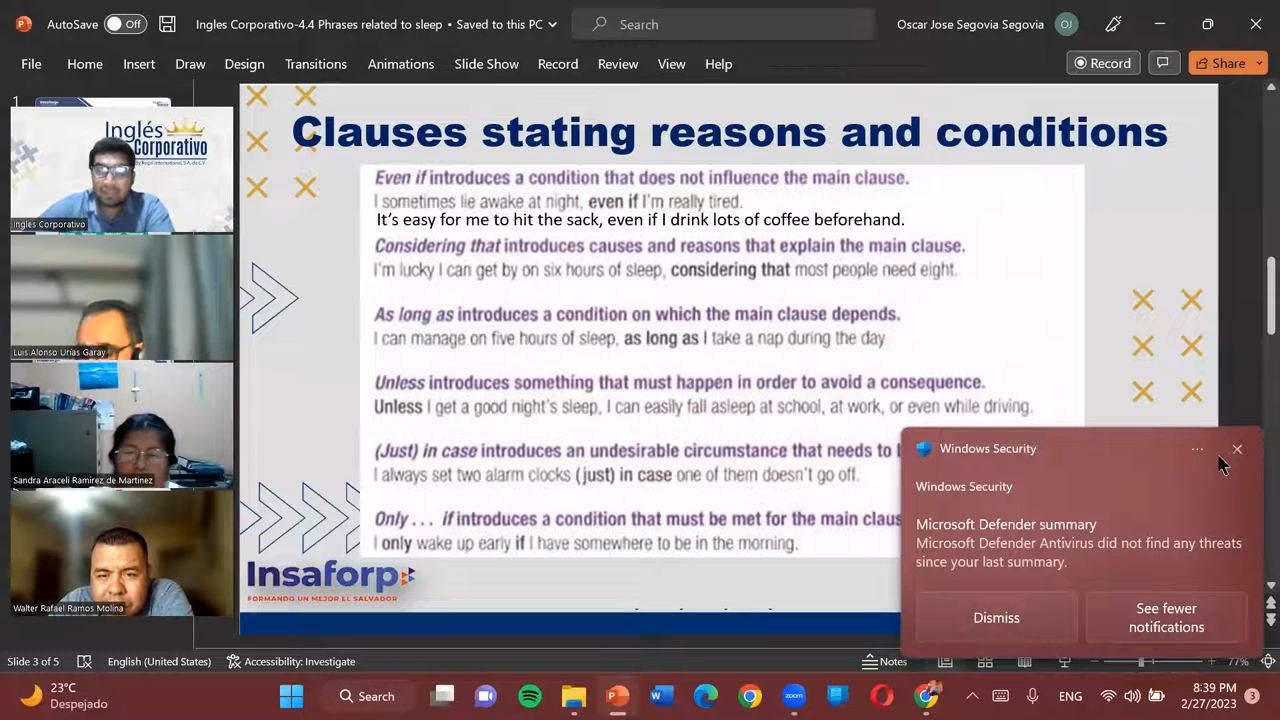 AutoSave Off Ingles Corporativo-4.4 Phrases related to sleep • Saved to this PC Search Oscar Jose Segovia Segovia OJ
File Home Insert Draw Design Transitions Animations Slide Show Record Review View Help Record Share
1
Inglés
Corporativo
Ingles Corporativo
Luis Alonso Urías Garay
Sandra Araceli Ramirez de Martinez
Walter Rafael Ramos Molina
Clauses stating reasons and conditions
Even if introduces a condition that does not influence the main clause.
I sometimes lie awake at night, even if I'm really tired.
It's easy for me to hit the sack, even if I drink lots of coffee beforehand.
Considering that introduces causes and reasons that explain the main clause.
I'm lucky I can get by on six hours of sleep, considering that most people need eight.
As long as introduces a condition on which the main clause depends.
I can manage on five hours of sleep, as long as I take a nap during the day.
Unless introduces something that must happen in order to avoid a consequence.
Unless I get a good night's sleep, I can easily fall asleep at school, at work, or even while driving.
(Just) in case introduces an undesirable circumstance that needs to
I always set two alarm clocks (just) in case one of them doesn't go off.
Only . . . if introduces a condition that must be met for the main
I only wake up early if I have somewhere to be in the morning.
Insaforp
FORMANDO UN MEJOR EL SALVADOR
Windows Security
Windows Security
Microsoft Defender summary
Microsoft Defender Antivirus did not find any threats
since your last summary.
Dismiss
See fewer
notifications
Slide 3 of 5 English (United States) Accessibility: Investigate Notes 77%
23°C
Despejado
Search
zoom
ENG
8:39 PM
2/27/2023
3